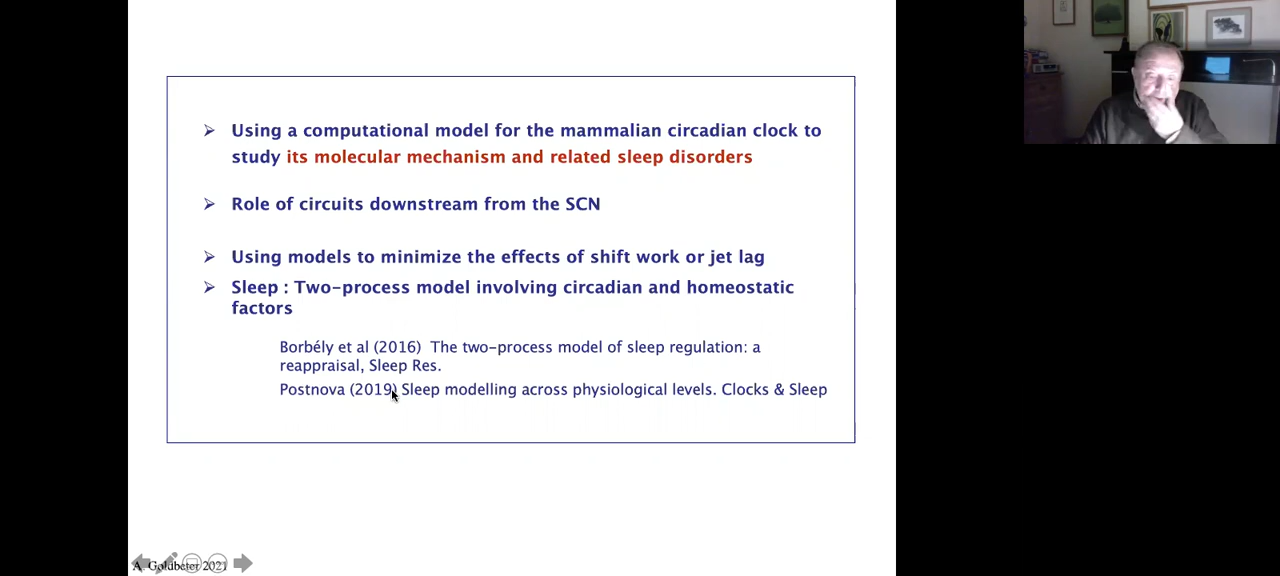 Using a computational model for the mammalian circadian clock to
study its molecular mechanism and related sleep disorders
Role of circuits downstream from the SCN
Using models to minimize the effects of shift work or jet lag
Sleep : Two-process model involving circadian and homeostatic
factors
Borbély et al (2016) The two-process model of sleep regulation: a
reappraisal, Sleep Res.
Postnova (2019) Sleep modelling across physiological levels. Clocks & Sleep
A. Goldbeter 2021